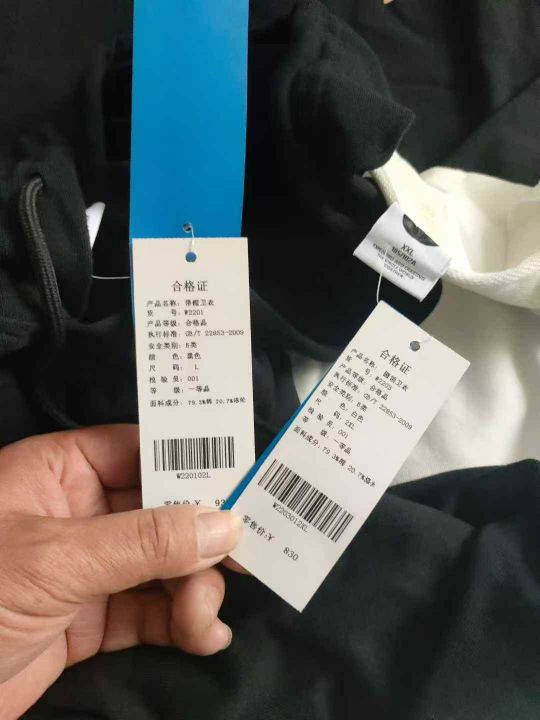 合格证
产品名称: 带帽卫衣
货 号: W2201
产品等级: 合格品
执行标准: GB/T 22853-2009
安全类别: B类
颜 色: 黑色
尺 码: L
检 验 员: 001
等 级: 一等品
面料成分: 79.3%棉 20.7%涤纶
W220102L
零售价:¥ 93
合格证
产品名称:
货 号: W2203
产品等级: 合格品
执行标准: GB/T 22853-2009
安全类别: B类
颜 色: 白色
尺 码: 2XL
检 验 员: 001
等 级: 一等品
面料成分: 79.3%棉 20.7%涤
W2203012XL
零售价:¥ 830
XXL